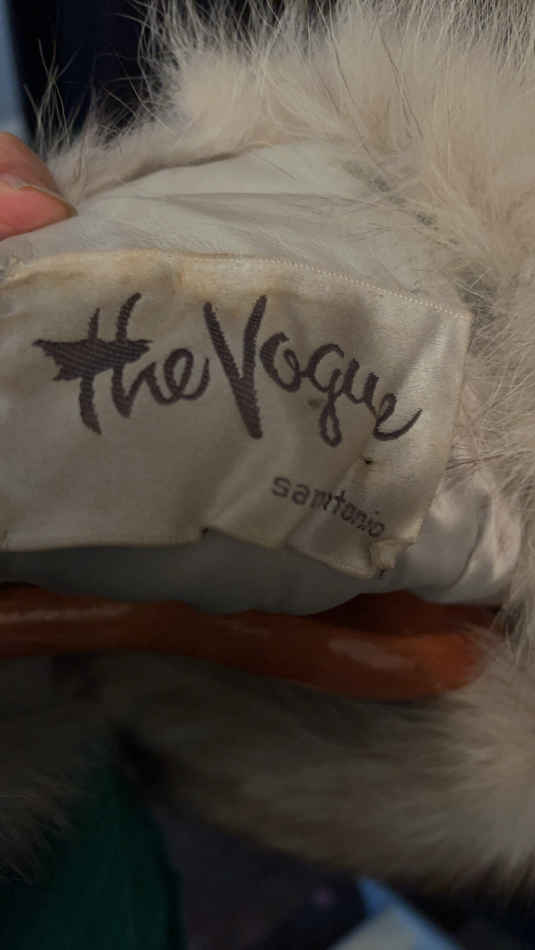 the Vogue
san antonio